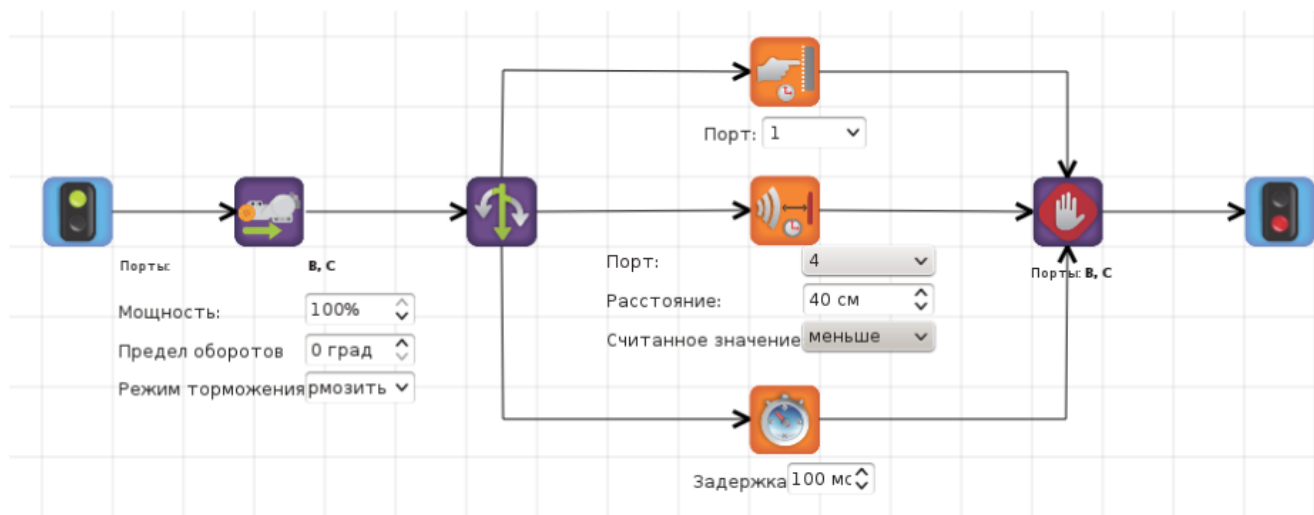 Порт: 1
Порты: B, C
Мощность: 100%
Предел оборотов 0 град
Режим торможения рмозить
Порт: 4
Расстояние: 40 см
Считанное значение меньше
Порты: B, C
Задержка 100 мс